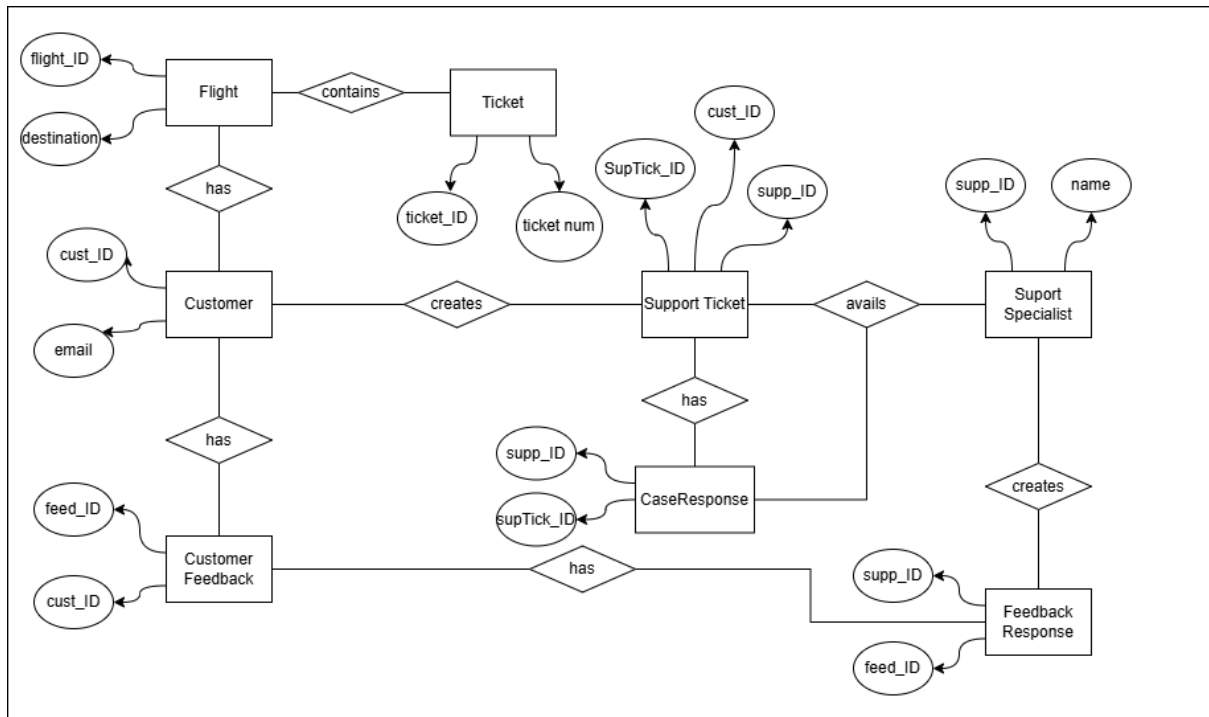 flight_ID
Flight
contains
Ticket
destination
has
ticket_ID
ticket num
SupTick_ID
cust_ID
supp_ID
supp_ID
name
cust_ID
Customer
email
creates
Support Ticket
avails
Suport
Specialist
has
has
supp_ID
supTick_ID
CaseResponse
creates
feed_ID
Customer
Feedback
cust_ID
has
supp_ID
Feedback
Response
feed_ID